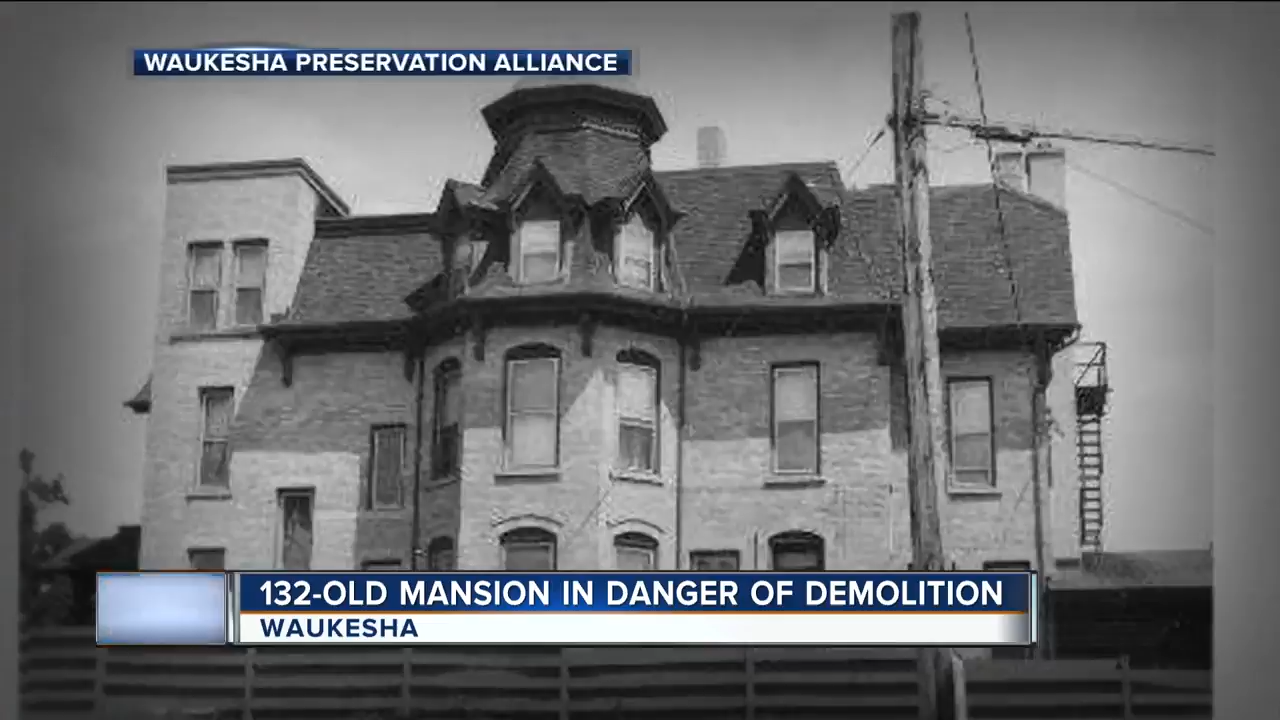 WAUKESHA PRESERVATION ALLIANCE
132-OLD MANSION IN DANGER OF DEMOLITION
WAUKESHA